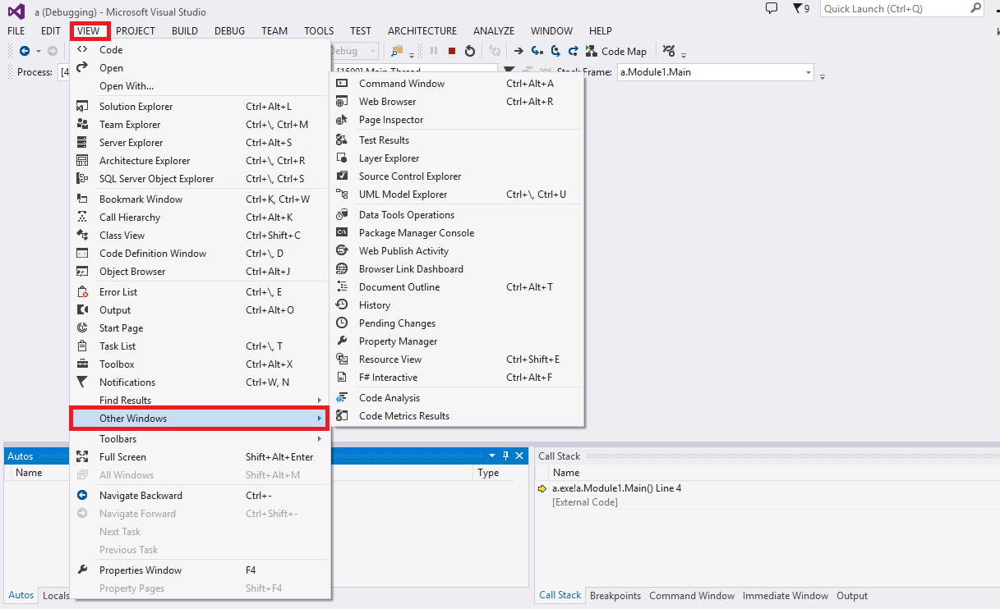 a (Debugging) - Microsoft Visual Studio
9
Quick Launch (Ctrl+Q)
FILE EDIT VIEW PROJECT BUILD DEBUG TEAM TOOLS TEST ARCHITECTURE ANALYZE WINDOW HELP
Debug
Code Map
Process: [4
Stack Frame: a.Module1.Main
Code
Open
Open With...
Solution Explorer Ctrl+Alt+L
Team Explorer Ctrl+\, Ctrl+M
Server Explorer Ctrl+Alt+S
Architecture Explorer Ctrl+\, Ctrl+R
SQL Server Object Explorer Ctrl+\, Ctrl+S
Bookmark Window Ctrl+K, Ctrl+W
Call Hierarchy Ctrl+Alt+K
Class View Ctrl+Shift+C
Code Definition Window Ctrl+\, D
Object Browser Ctrl+Alt+J
Error List Ctrl+\, E
Output Ctrl+Alt+O
Start Page
Task List Ctrl+\, T
Toolbox Ctrl+Alt+X
Notifications Ctrl+W, N
Find Results
Other Windows
Toolbars
Full Screen Shift+Alt+Enter
All Windows Shift+Alt+M
Navigate Backward Ctrl+-
Navigate Forward Ctrl+Shift+-
Next Task
Previous Task
Properties Window F4
Property Pages Shift+F4
Command Window Ctrl+Alt+A
Web Browser Ctrl+Alt+R
Page Inspector
Test Results
Layer Explorer
Source Control Explorer
UML Model Explorer Ctrl+\, Ctrl+U
Data Tools Operations
Package Manager Console
Web Publish Activity
Browser Link Dashboard
Document Outline Ctrl+Alt+T
History
Pending Changes
Property Manager
Resource View Ctrl+Shift+E
F# Interactive Ctrl+Alt+F
Code Analysis
Code Metrics Results
Autos
Name
Type
Autos Locals
Call Stack
Name
a.exe!a.Module1.Main() Line 4
[External Code]
Call Stack Breakpoints Command Window Immediate Window Output